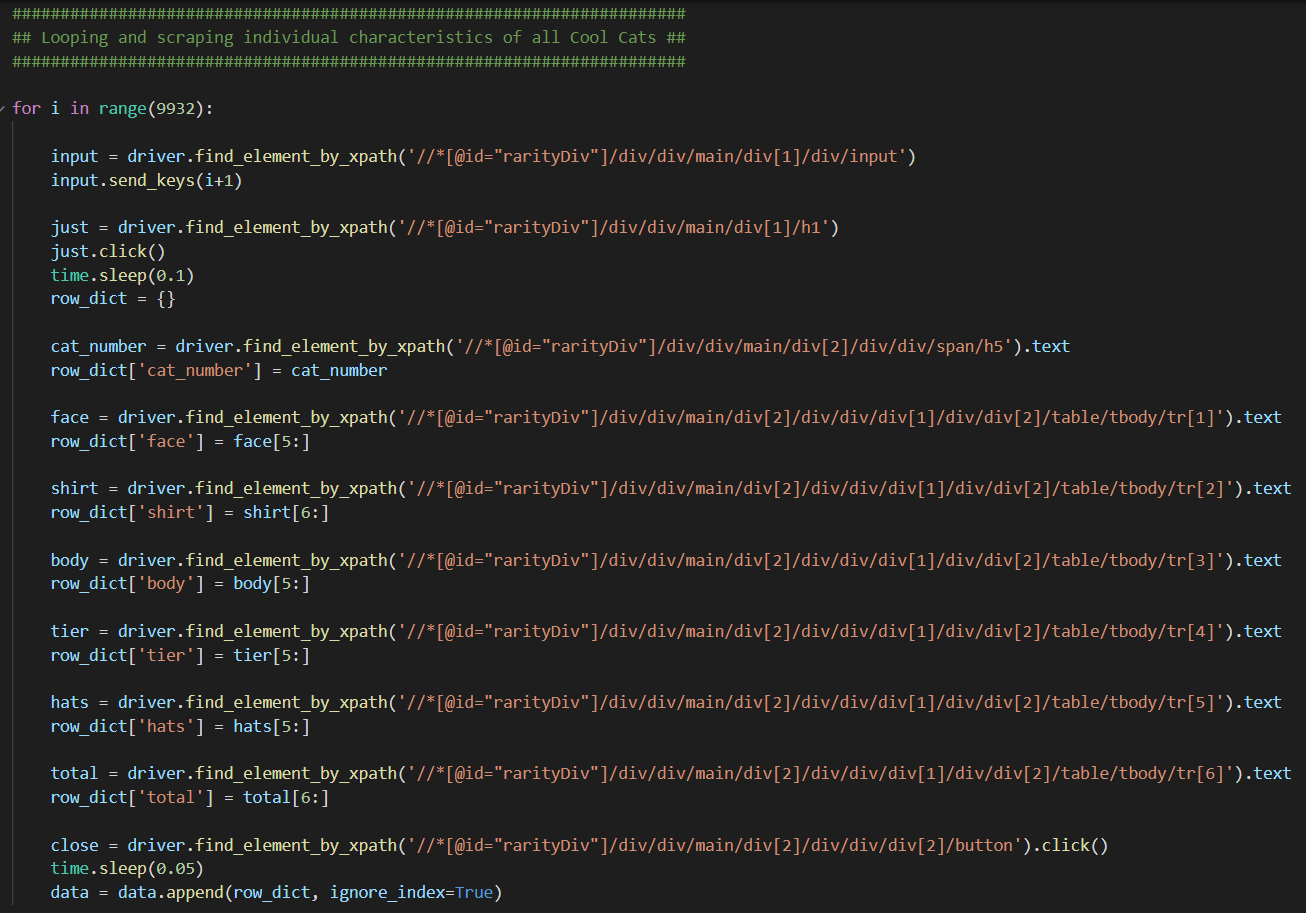 ######################################################################
## Looping and scraping individual characteristics of all Cool Cats ##
######################################################################
for i in range(9932):
input = driver.find_element_by_xpath('//*[@id="rarityDiv"]/div/div/main/div[1]/div/input')
input.send_keys(i+1)
just = driver.find_element_by_xpath('//*[@id="rarityDiv"]/div/div/main/div[1]/h1')
just.click()
time.sleep(0.1)
row_dict = {}
cat_number = driver.find_element_by_xpath('//*[@id="rarityDiv"]/div/div/main/div[2]/div/div/span/h5').text
row_dict['cat_number'] = cat_number
face = driver.find_element_by_xpath('//*[@id="rarityDiv"]/div/div/main/div[2]/div/div/div[1]/div/div[2]/table/tbody/tr[1]').text
row_dict['face'] = face[5:]
shirt = driver.find_element_by_xpath('//*[@id="rarityDiv"]/div/div/main/div[2]/div/div/div[1]/div/div[2]/table/tbody/tr[2]').text
row_dict['shirt'] = shirt[6:]
body = driver.find_element_by_xpath('//*[@id="rarityDiv"]/div/div/main/div[2]/div/div/div[1]/div/div[2]/table/tbody/tr[3]').text
row_dict['body'] = body[5:]
tier = driver.find_element_by_xpath('//*[@id="rarityDiv"]/div/div/main/div[2]/div/div/div[1]/div/div[2]/table/tbody/tr[4]').text
row_dict['tier'] = tier[5:]
hats = driver.find_element_by_xpath('//*[@id="rarityDiv"]/div/div/main/div[2]/div/div/div[1]/div/div[2]/table/tbody/tr[5]').text
row_dict['hats'] = hats[5:]
total = driver.find_element_by_xpath('//*[@id="rarityDiv"]/div/div/main/div[2]/div/div/div[1]/div/div[2]/table/tbody/tr[6]').text
row_dict['total'] = total[6:]
close = driver.find_element_by_xpath('//*[@id="rarityDiv"]/div/div/main/div[2]/div/div/div[2]/button').click()
time.sleep(0.05)
data = data.append(row_dict, ignore_index=True)